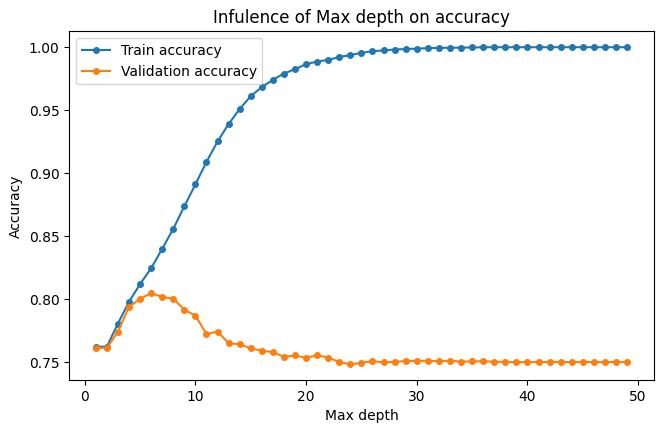 Infulence of Max depth on accuracy
Train accuracy
Validation accuracy
Accuracy
1.00
0.95
0.90
0.85
0.80
0.75
0
10
20
30
40
50
Max depth